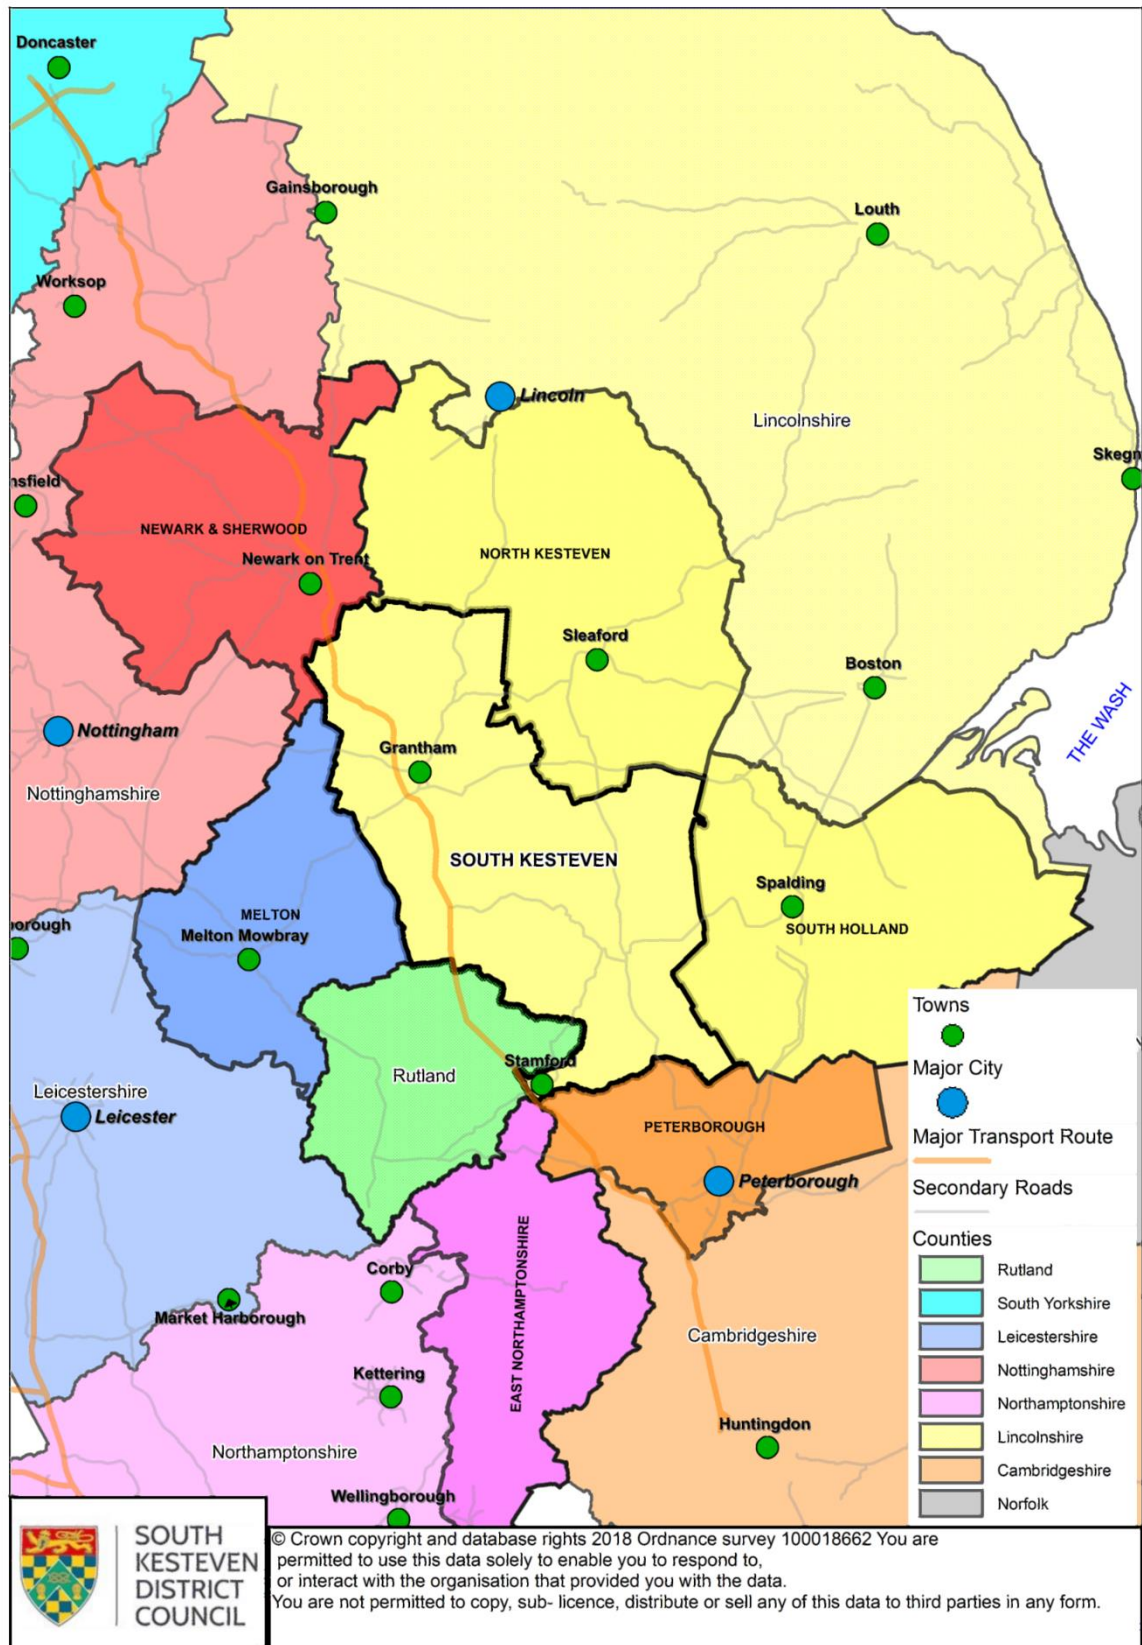 Doncaster
Gainsborough
Louth
Worksop
Lincoln
Lincolnshire
Skegn
nsfield
NEWARK & SHERWOOD
NORTH KESTEVEN
Newark on Trent
Sleaford
Boston
THE WASH
Nottingham
Grantham
Nottinghamshire
SOUTH KESTEVEN
Spalding
MELTON
borough
Melton Mowbray
SOUTH HOLLAND
Towns
Stamford
Major City
Rutland
Leicestershire
Leicester
PETERBOROUGH
Major Transport Route
Peterborough
Secondary Roads
Counties
Rutland
Corby
South Yorkshire
Market Harborough
EAST NORTHAMPTONSHIRE
Cambridgeshire
Leicestershire
Nottinghamshire
Kettering
Northamptonshire
Huntingdon
Lincolnshire
Northamptonshire
Cambridgeshire
Wellingborough
Norfolk
SOUTH
KESTEVEN
DISTRICT
COUNCIL
© Crown copyright and database rights 2018 Ordnance survey 100018662 You are
permitted to use this data solely to enable you to respond to,
or interact with the organisation that provided you with the data.
You are not permitted to copy, sub- licence, distribute or sell any of this data to third parties in any form.